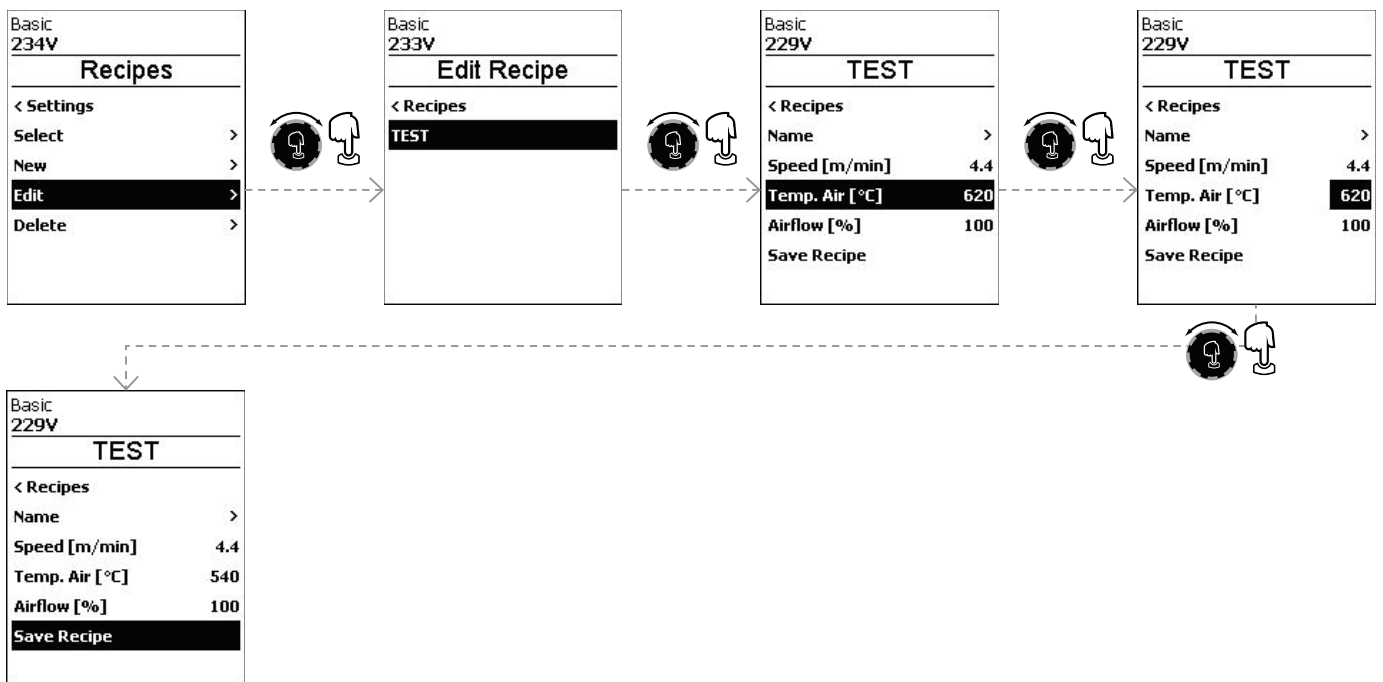 Basic
234V
Recipes
< Settings
Select >
New >
Edit >
Delete >
Basic
233V
Edit Recipe
< Recipes
TEST
Basic
229V
TEST
< Recipes
Name >
Speed [m/min] 4.4
Temp. Air [°C] 620
Airflow [%] 100
Save Recipe
Basic
229V
TEST
< Recipes
Name >
Speed [m/min] 4.4
Temp. Air [°C] 620
Airflow [%] 100
Save Recipe
Basic
229V
TEST
< Recipes
Name >
Speed [m/min] 4.4
Temp. Air [°C] 540
Airflow [%] 100
Save Recipe